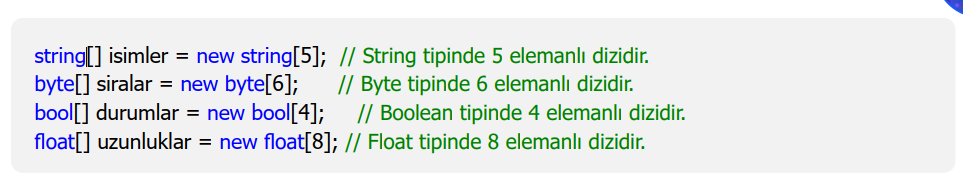 string[] isimler = new string[5];  // String tipinde 5 elemanlı dizidir.
byte[] siralar = new byte[6];      // Byte tipinde 6 elemanlı dizidir.
bool[] durumlar = new bool[4];     // Boolean tipinde 4 elemanlı dizidir.
float[] uzunluklar = new float[8]; // Float tipinde 8 elemanlı dizidir.